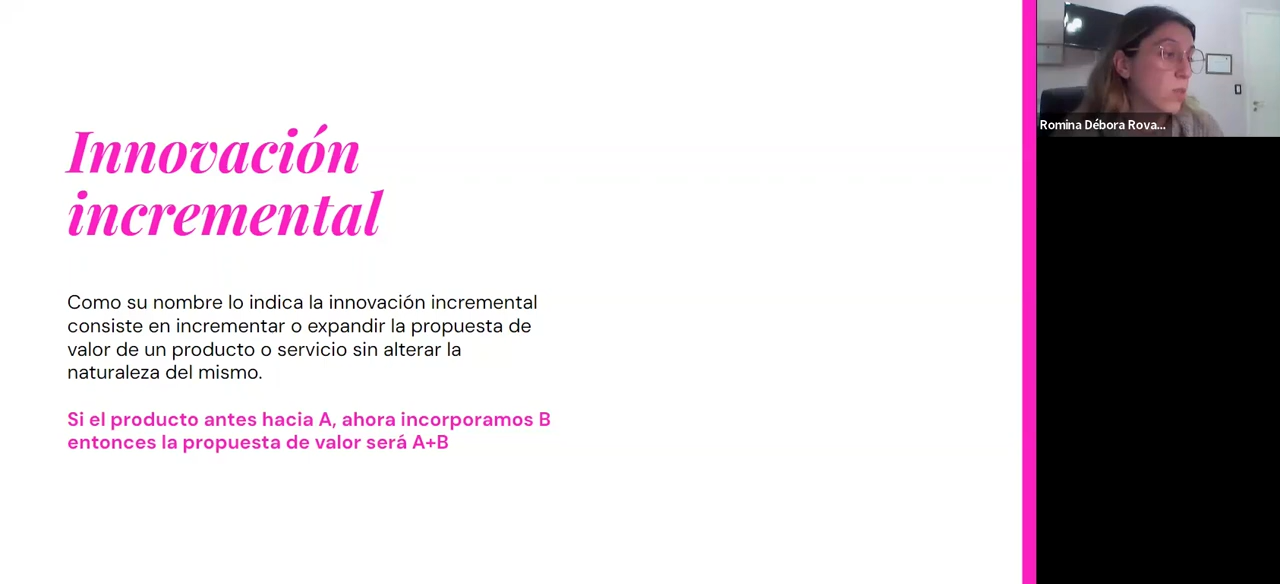 Innovación
incremental
Como su nombre lo indica la innovación incremental
consiste en incrementar o expandir la propuesta de
valor de un producto o servicio sin alterar la
naturaleza del mismo.
Si el producto antes hacia A, ahora incorporamos B
entonces la propuesta de valor será A+B
Romina Débora Rova...